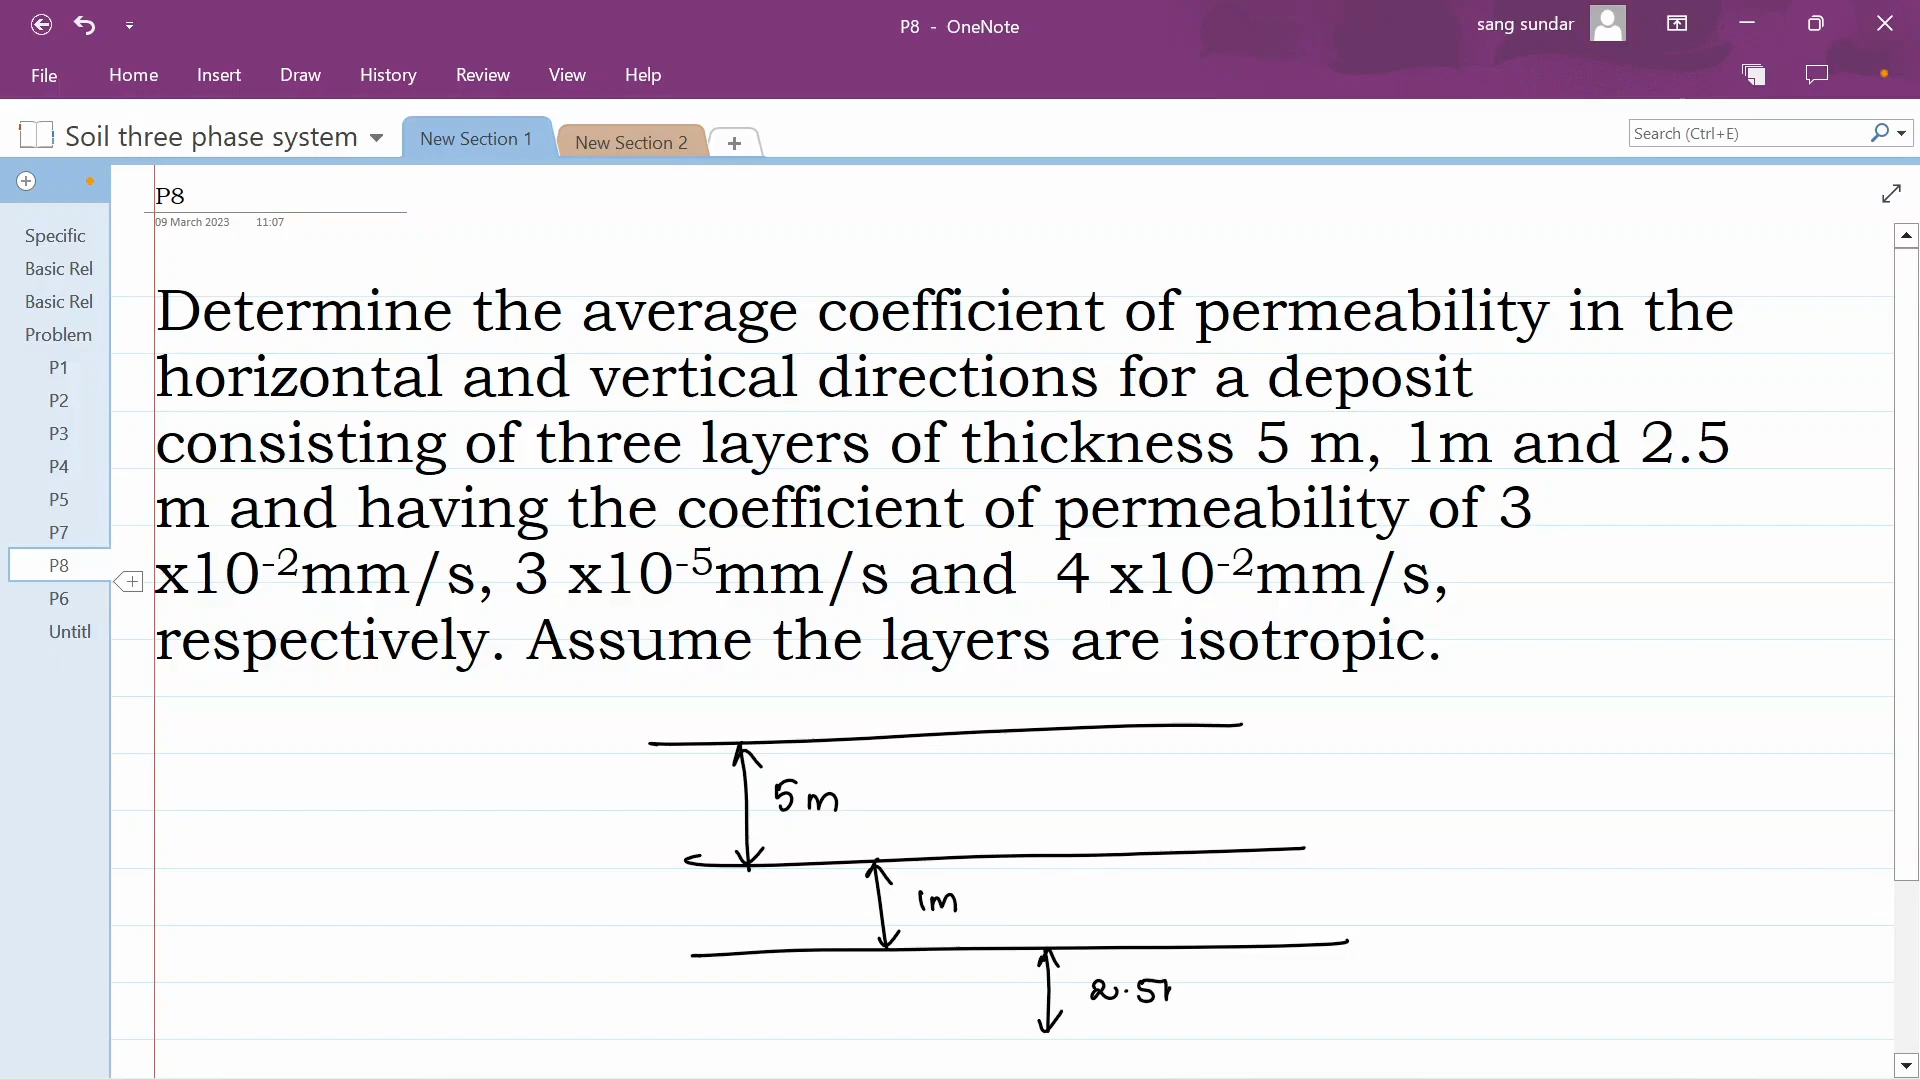 P8 - OneNote
sang sundar
File Home Insert Draw History Review View Help
Soil three phase system
New Section 1
New Section 2
Search (Ctrl+E)
P8
09 March 2023 11:07
Specific
Basic Rel
Basic Rel
Problem
P1
P2
P3
P4
P5
P7
P8
P6
Untitl
Determine the average coefficient of permeability in the
horizontal and vertical directions for a deposit
consisting of three layers of thickness 5 m, 1m and 2.5
m and having the coefficient of permeability of 3
x10⁻²mm/s, 3 x10⁻⁵mm/s and 4 x10⁻²mm/s,
respectively. Assume the layers are isotropic.
5 m
1m
2.5